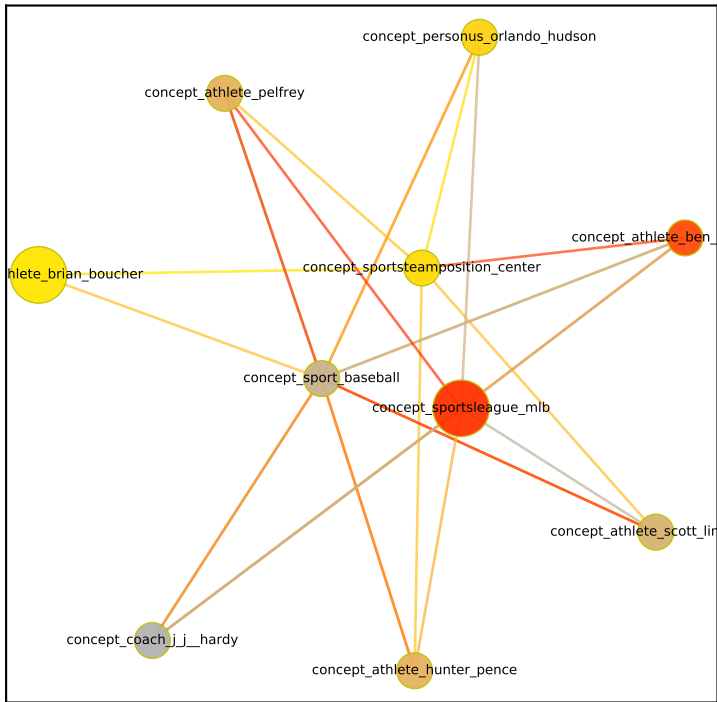 concept_personus_orlando_hudson
concept_athlete_pelfrey
concept_athlete_ben_
hlete_brian_boucher
concept_sportsteamposition_center
concept_sport_baseball
concept_sportsleague_mlb
concept_athlete_scott_lin
concept_coach_j_j__hardy
concept_athlete_hunter_pence